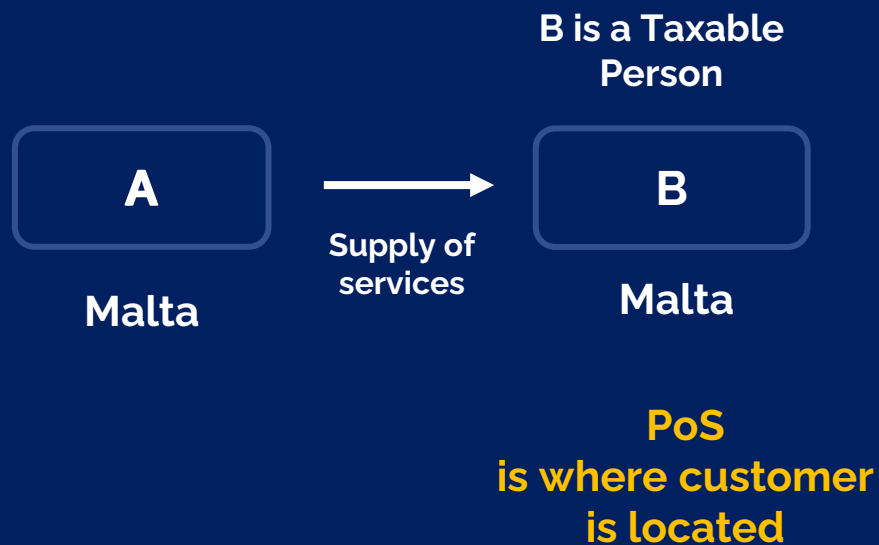 B is a Taxable
Person
A
B
Supply of
services
Malta
Malta
PoS
is where customer
is located